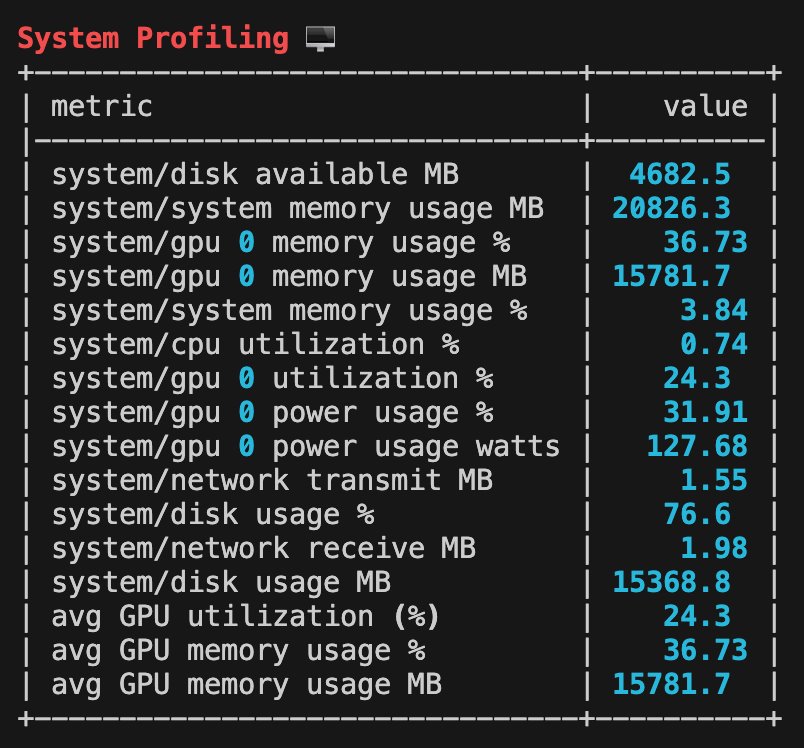 System Profiling 🖥️
+--------------------------------+----------+
| metric                         |    value |
|--------------------------------+----------|
| system/disk available MB       |  4682.5  |
| system/system memory usage MB  | 20826.3  |
| system/gpu 0 memory usage %    |    36.73 |
| system/gpu 0 memory usage MB   | 15781.7  |
| system/system memory usage %   |     3.84 |
| system/cpu utilization %       |     0.74 |
| system/gpu 0 utilization %     |    24.3  |
| system/gpu 0 power usage %     |    31.91 |
| system/gpu 0 power usage watts |   127.68 |
| system/network transmit MB     |     1.55 |
| system/disk usage %            |    76.6  |
| system/network receive MB      |     1.98 |
| system/disk usage MB           | 15368.8  |
| avg GPU utilization (%)        |    24.3  |
| avg GPU memory usage %         |    36.73 |
| avg GPU memory usage MB        | 15781.7  |
+--------------------------------+----------+